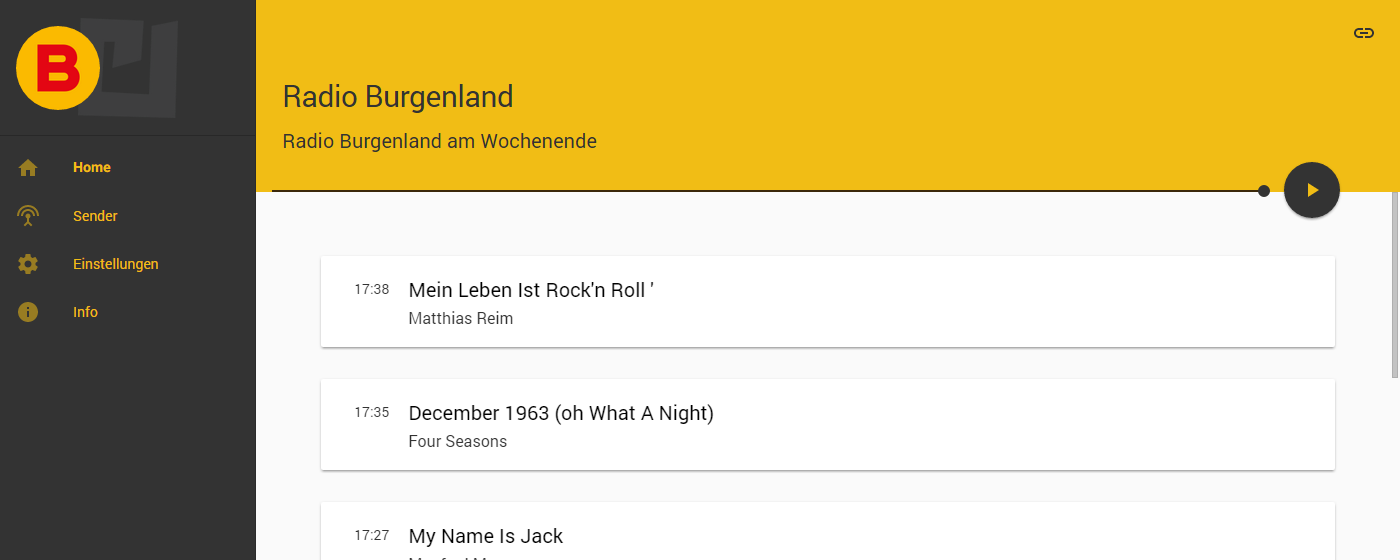 B
Home
Sender
Einstellungen
Info
Radio Burgenland
Radio Burgenland am Wochenende
17:38 Mein Leben Ist Rock'n Roll '
Matthias Reim
17:35 December 1963 (oh What A Night)
Four Seasons
17:27 My Name Is Jack